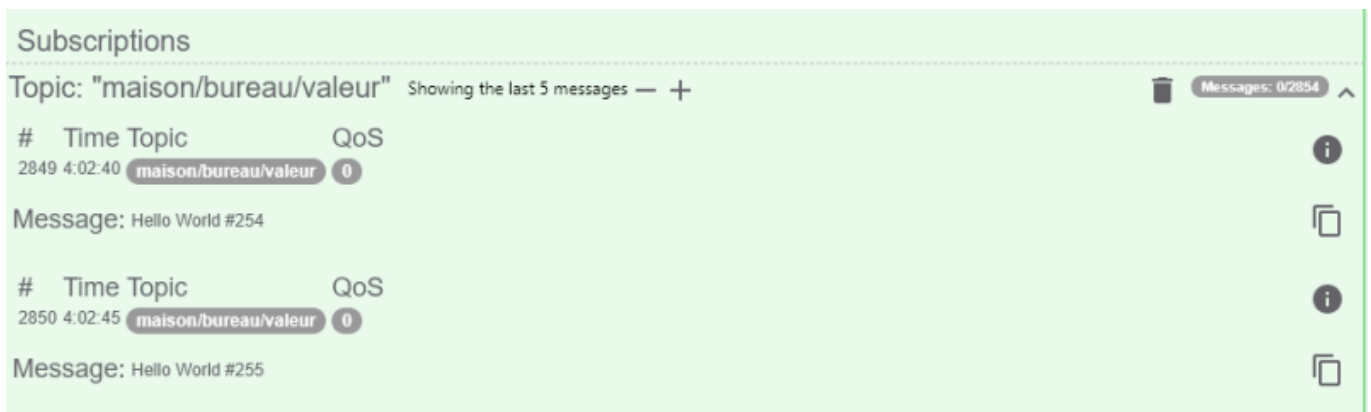 Subscriptions
Topic: "maison/bureau/valeur" Showing the last 5 messages — + Messages: 0/2854
# Time Topic QoS
2849 4:02:40 maison/bureau/valeur 0
Message: Hello World #254
# Time Topic QoS
2850 4:02:45 maison/bureau/valeur 0
Message: Hello World #255